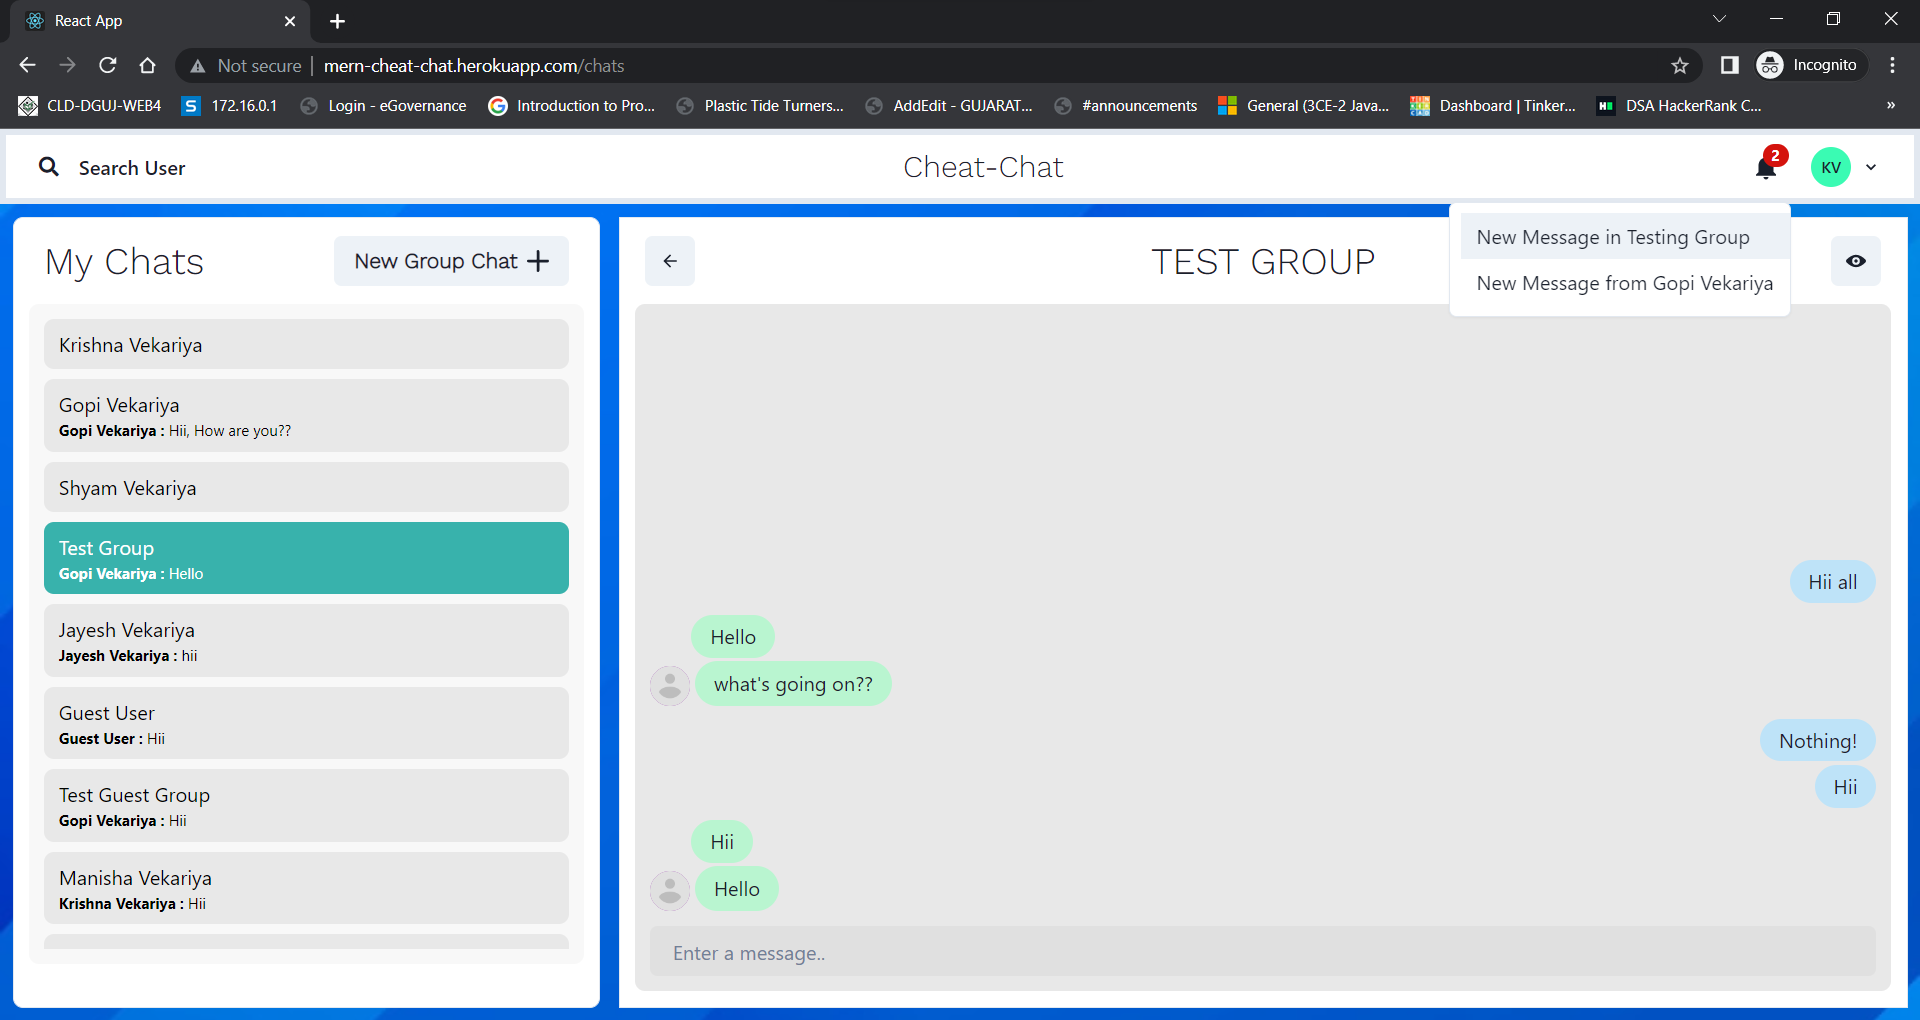 React App
Not secure
mern-cheat-chat.herokuapp.com/chats
Incognito
CLD-DGUJ-WEB4
S
172.16.0.1
Login - eGovernance
Introduction to Pro...
Plastic Tide Turners...
AddEdit - GUJARAT...
#announcements
General (3CE-2 Java...
Dashboard | Tinker...
DSA HackerRank C...
Search User
Cheat-Chat
2
KV
New Message in Testing Group
New Message from Gopi Vekariya
My Chats
New Group Chat
Krishna Vekariya
Gopi Vekariya
Gopi Vekariya : Hii, How are you??
Shyam Vekariya
Test Group
Gopi Vekariya : Hello
Jayesh Vekariya
Jayesh Vekariya : hii
Guest User
Guest User : Hii
Test Guest Group
Gopi Vekariya : Hii
Manisha Vekariya
Krishna Vekariya : Hii
TEST GROUP
Hii all
Hello
what's going on??
Nothing!
Hii
Hii
Hello
Enter a message..